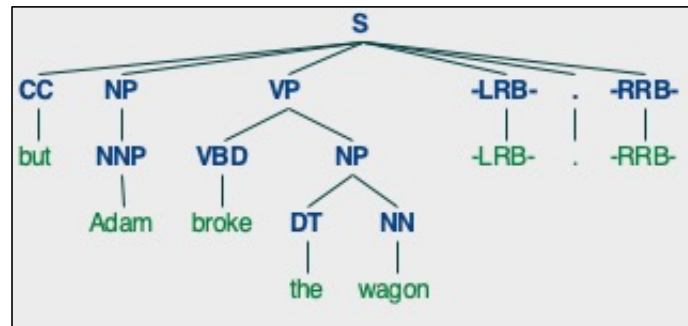 S
CC NP VP -LRB- . -RRB-
but NNP VBD NP -LRB- . -RRB-
Adam broke DT NN
the wagon